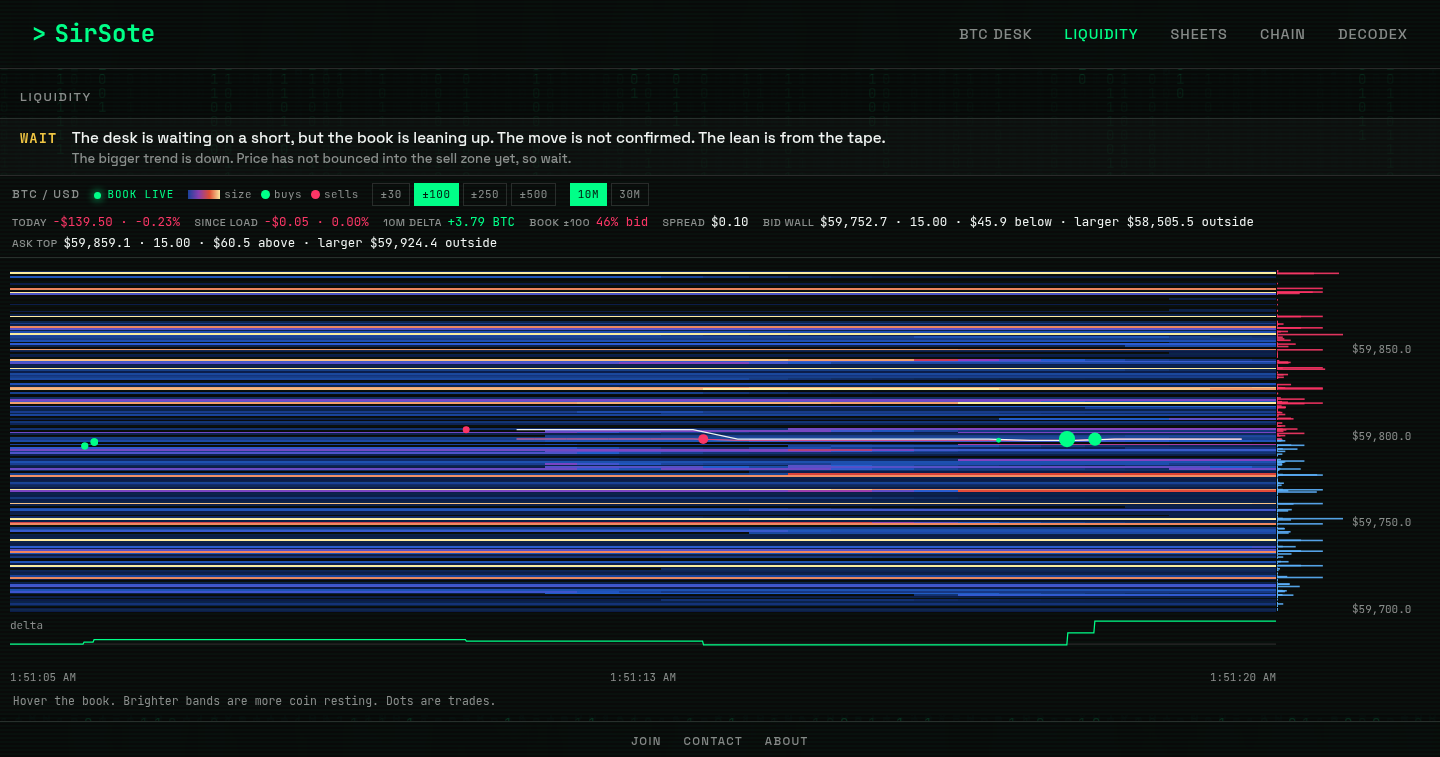 > SirSote
BTC DESK LIQUIDITY SHEETS CHAIN DECODEX
LIQUIDITY
WAIT The desk is waiting on a short, but the book is leaning up. The move is not confirmed. The lean is from the tape.
The bigger trend is down. Price has not bounced into the sell zone yet, so wait.
BTC / USD BOOK LIVE size buys sells ±30 ±100 ±250 ±500 10M 30M
TODAY -$139.50 · -0.23% SINCE LOAD -$0.05 · 0.00% 10M DELTA +3.79 BTC BOOK ±100 46% bid SPREAD $0.10 BID WALL $59,752.7 · 15.00 · $45.9 below · larger $58,505.5 outside
ASK TOP $59,859.1 · 15.00 · $60.5 above · larger $59,924.4 outside
$59,850.0
$59,800.0
$59,750.0
$59,700.0
delta
1:51:05 AM 1:51:13 AM 1:51:20 AM
Hover the book. Brighter bands are more coin resting. Dots are trades.
JOIN CONTACT ABOUT